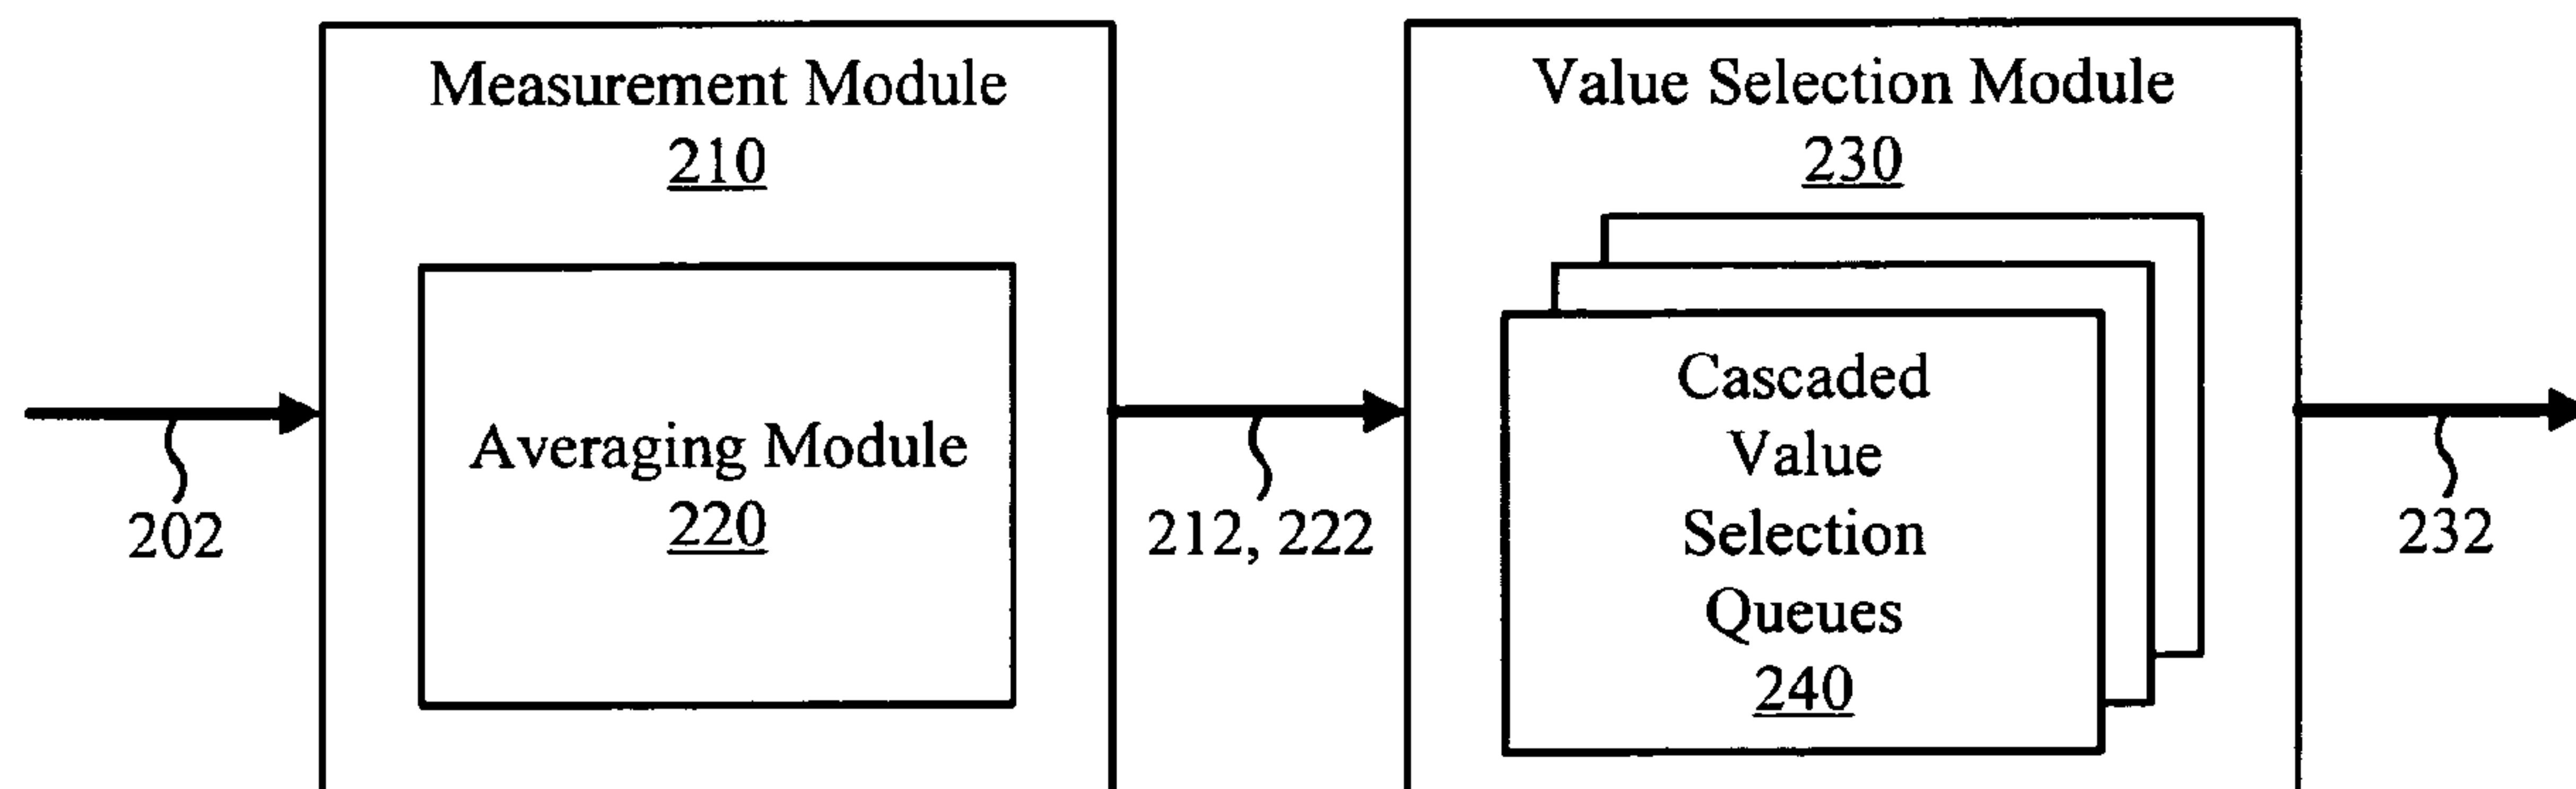 Measurement Module
210
Averaging Module
220
202
212, 222
Value Selection Module
230
Cascaded
Value
Selection
Queues
240
232